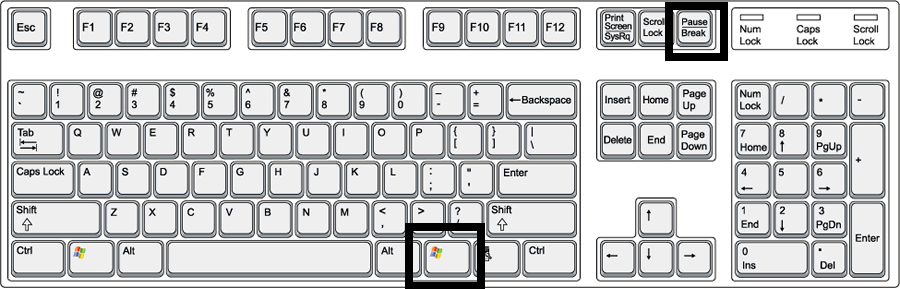 Esc F1 F2 F3 F4 F5 F6 F7 F8 F9 F10 F11 F12 Print Screen SysRq Scroll Lock Pause Break Num Lock Caps Lock Scroll Lock
~ ` ! 1 @ 2 # 3 $ 4 % 5 ^ 6 & 7 * 8 ( 9 ) 0 – - + = ←Backspace Insert Home Page Up Num Lock / * -
Tab Q W E R T Y U I O P { [ } ] | \ Delete End Page Down 7 Home 8 ↑ 9 PgUp +
Caps Lock A S D F G H J K L : ; " ' Enter 4 ← 5 6 →
Shift ⇧ Z X C V B N M < , > ? / Shift ⇧ ↑ 1 End 2 ↓ 3 PgDn Enter
Ctrl Alt Alt Ctrl ← ↓ → 0 Ins . Del